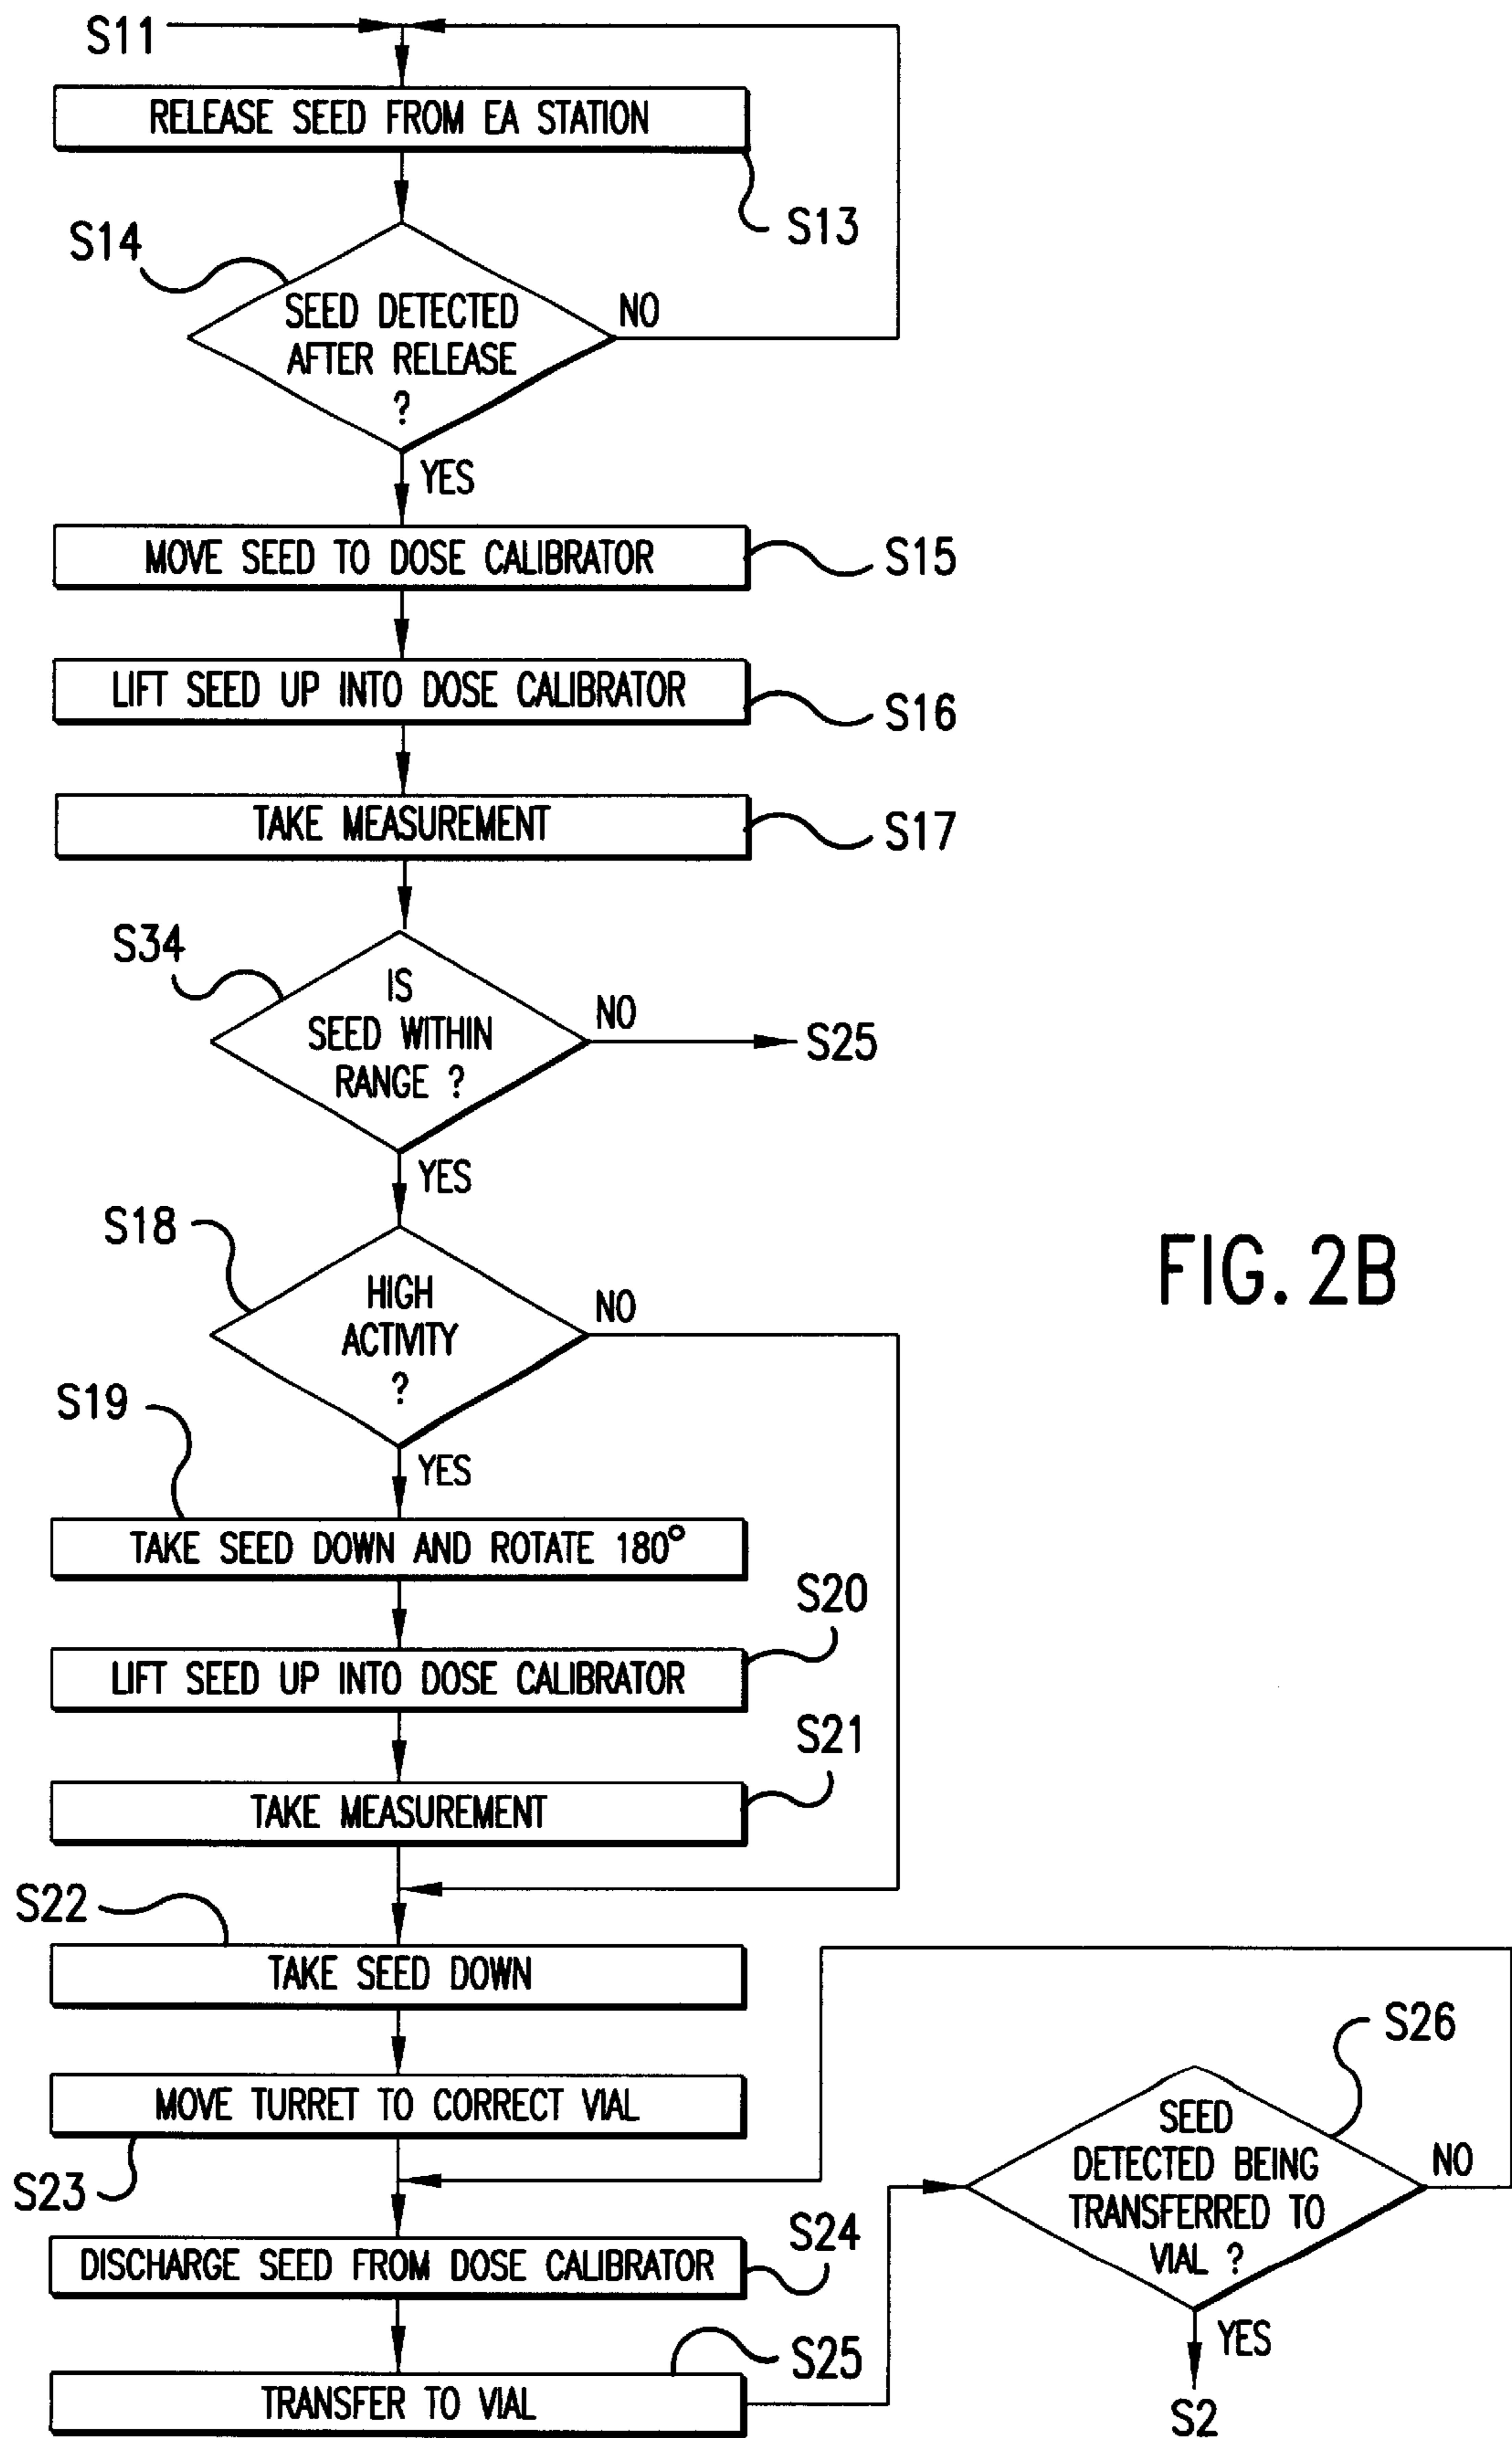 S11
RELEASE SEED FROM EA STATION
S13
S14
SEED DETECTED
AFTER RELEASE
?
NO
YES
MOVE SEED TO DOSE CALIBRATOR
S15
LIFT SEED UP INTO DOSE CALIBRATOR
S16
TAKE MEASUREMENT
S17
S34
IS
SEED WITHIN
RANGE ?
NO
S25
YES
S18
HIGH
ACTIVITY
?
NO
YES
FIG. 2B
S19
TAKE SEED DOWN AND ROTATE 180°
S20
LIFT SEED UP INTO DOSE CALIBRATOR
S21
TAKE MEASUREMENT
S22
TAKE SEED DOWN
MOVE TURRET TO CORRECT VIAL
S23
S24
DISCHARGE SEED FROM DOSE CALIBRATOR
S25
TRANSFER TO VIAL
S26
SEED
DETECTED BEING
TRANSFERRED TO
VIAL ?
NO
YES
S2